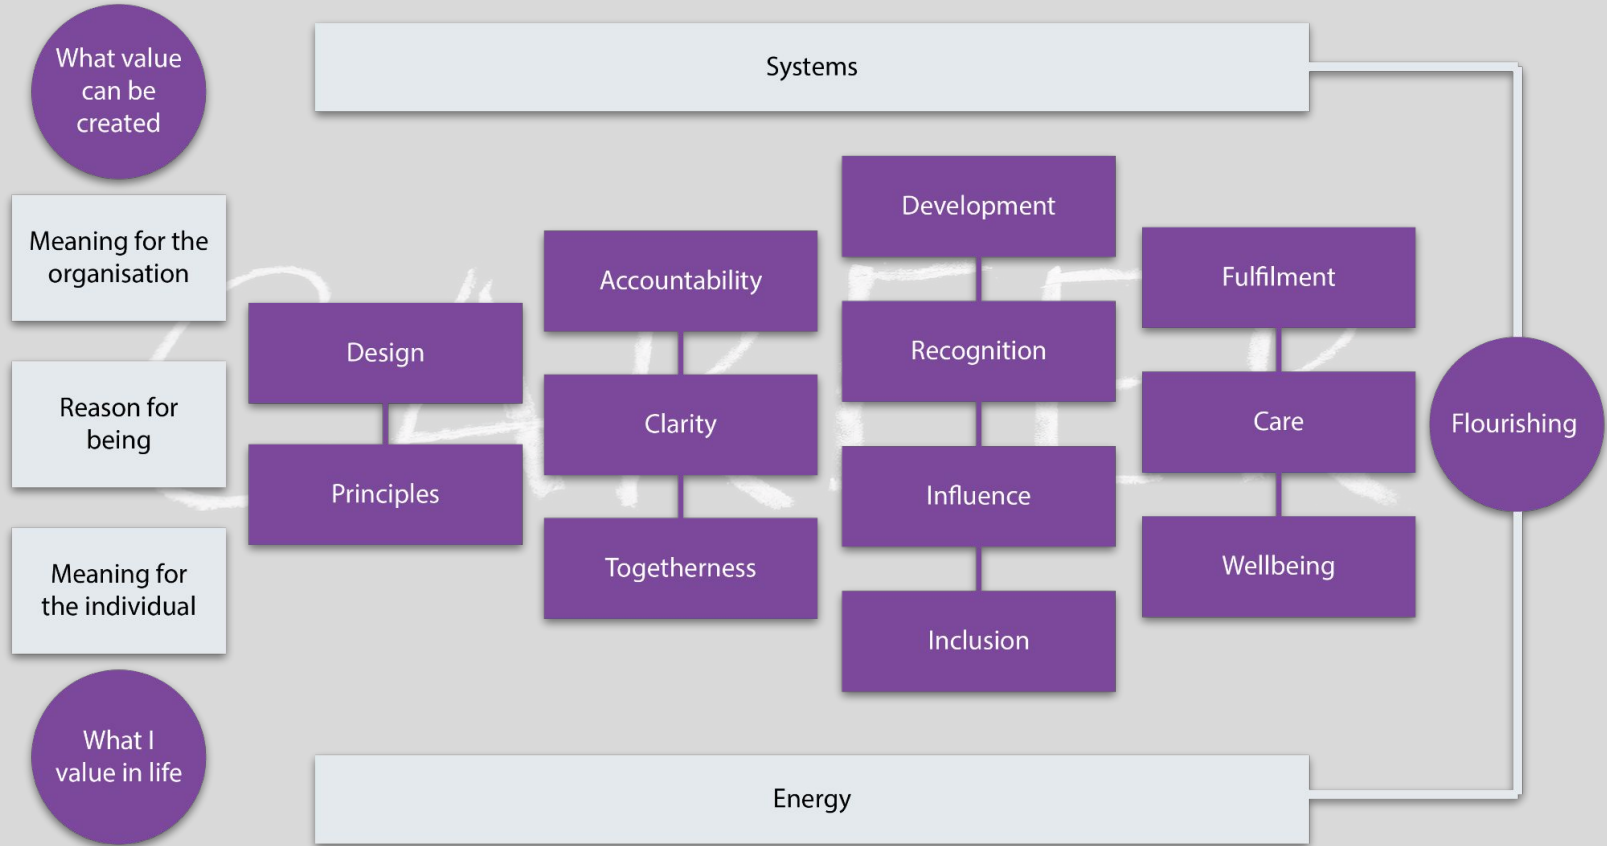 What value
can be
created
Meaning for the
organisation
Reason for
being
Meaning for
the individual
What I
value in life
Systems
Design
Principles
Accountability
Clarity
Togetherness
Development
Recognition
Influence
Inclusion
Fulfilment
Care
Wellbeing
Flourishing
Energy
CAREER